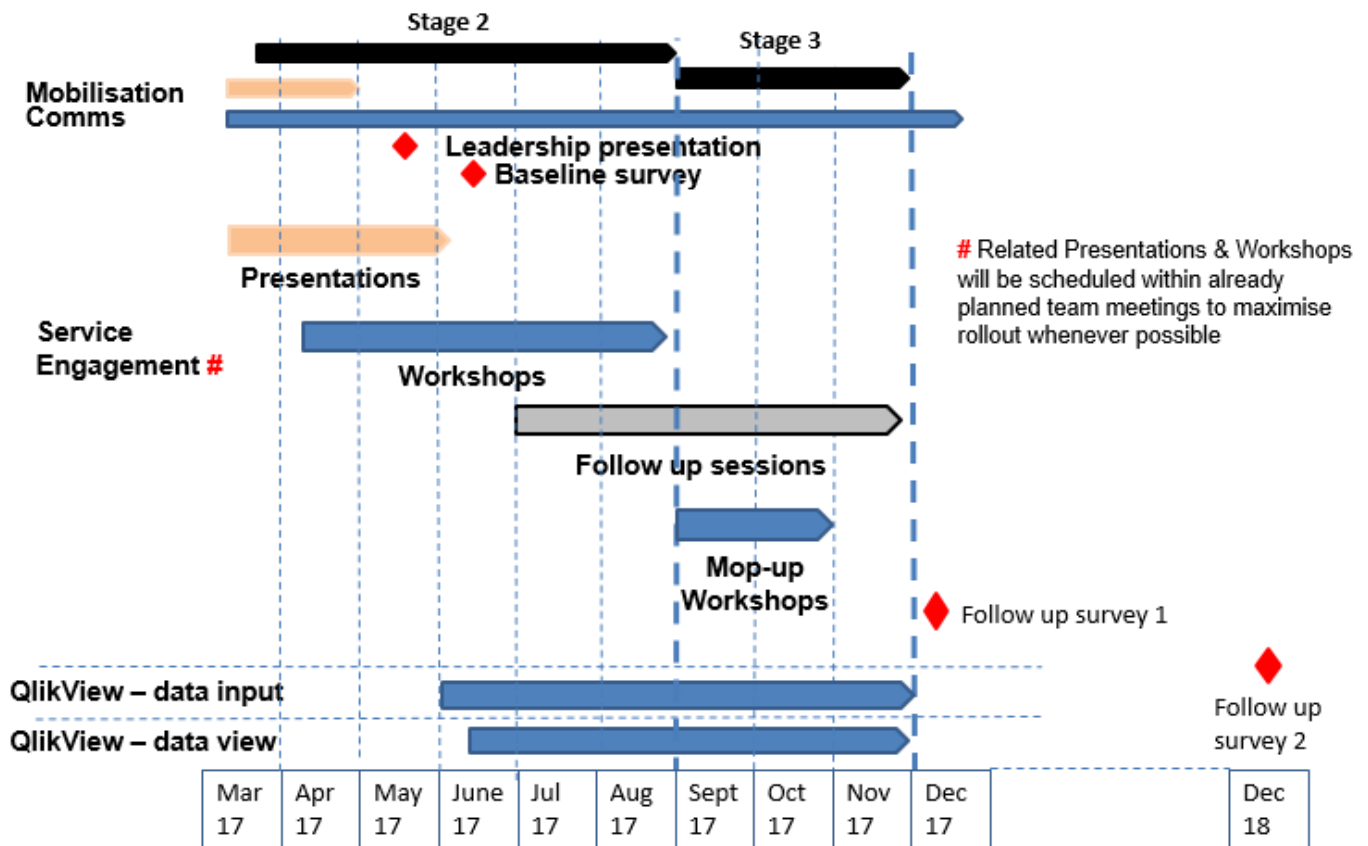 Stage 2
Stage 3
Mobilisation
Comms
Leadership presentation
Baseline survey
Presentations
# Related Presentations & Workshops
will be scheduled within already
planned team meetings to maximise
rollout whenever possible
Service
Engagement #
Workshops
Follow up sessions
Mop-up
Workshops
Follow up survey 1
QlikView – data input
Follow up
survey 2
QlikView – data view
Mar Apr May June Jul Aug Sept Oct Nov Dec Dec
17 17 17 17 17 17 17 17 17 17 18